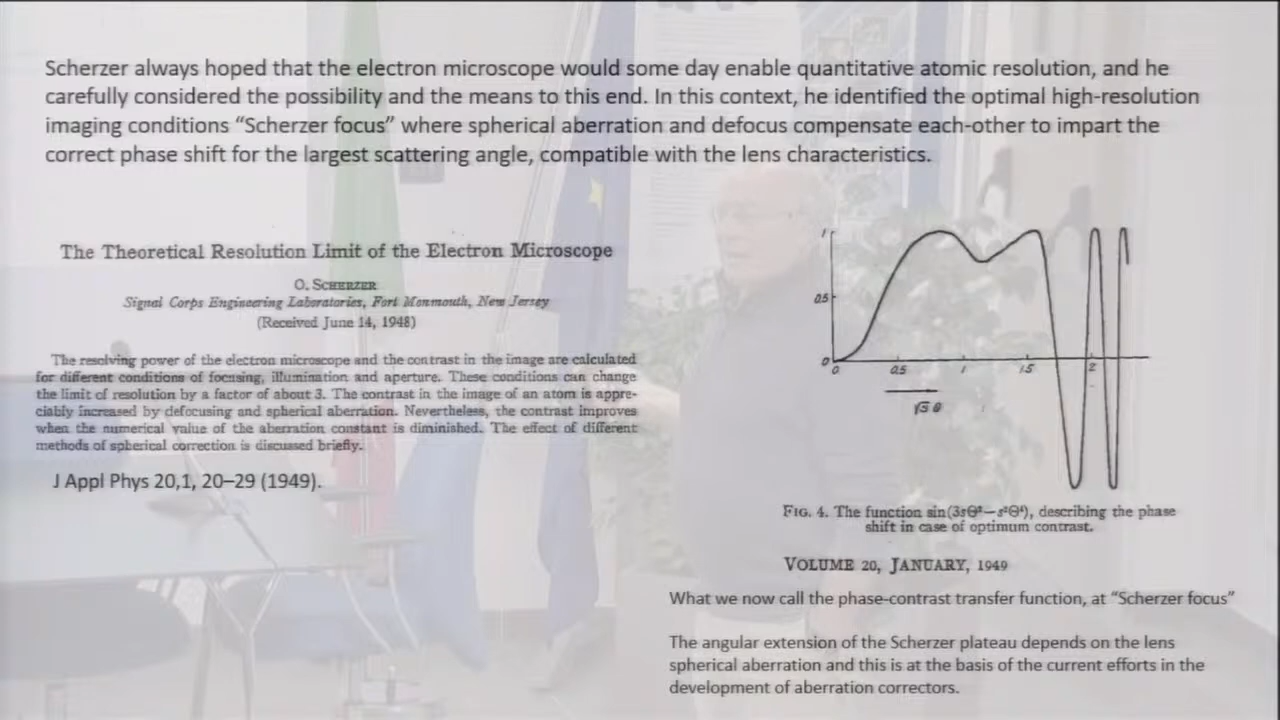 Scherzer always hoped that the electron microscope would some day enable quantitative atomic resolution, and he
carefully considered the possibility and the means to this end. In this context, he identified the optimal high-resolution
imaging conditions “Scherzer focus” where spherical aberration and defocus compensate each-other to impart the
correct phase shift for the largest scattering angle, compatible with the lens characteristics.
The Theoretical Resolution Limit of the Electron Microscope
O. SCHERZER
Signal Corps Engineering Laboratories, Fort Monmouth, New Jersey
(Received June 14, 1948)
The resolving power of the electron microscope and the contrast in the image are calculated
for different conditions of focusing, illumination and aperture. These conditions can change
the limit of resolution by a factor of about 3. The contrast in the image of an atom is appre-
ciably increased by defocusing and spherical aberration. Nevertheless, the contrast improves
when the numerical value of the aberration constant is diminished. The effect of different
methods of spherical correction is discussed briefly.
J Appl Phys 20,1, 20–29 (1949).
1
0.5
0
0 0.5 1 1.5 2
√s θ
FIG. 4. The function sin(3sΘ²−s²Θ⁴), describing the phase
shift in case of optimum contrast.
VOLUME 20, JANUARY, 1949
What we now call the phase-contrast transfer function, at “Scherzer focus”
The angular extension of the Scherzer plateau depends on the lens
spherical aberration and this is at the basis of the current efforts in the
development of aberration correctors.